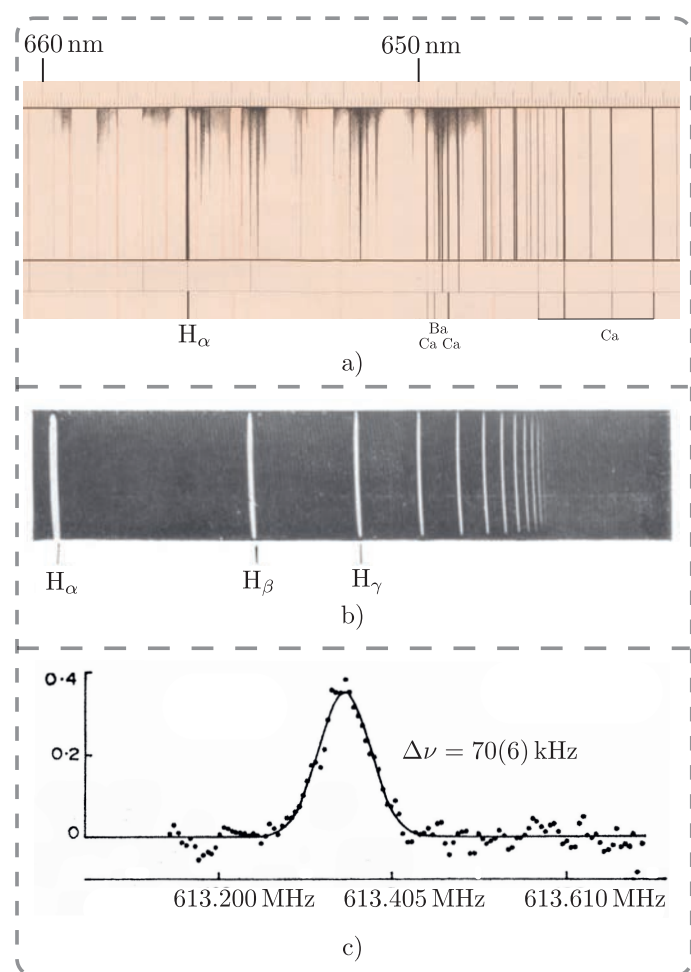 660 nm 650 nm
Hα
Ba
Ca Ca
Ca
a)
Hα Hβ Hγ
b)
0·4
0·2
0
Δν = 70(6) kHz
613.200 MHz 613.405 MHz 613.610 MHz
c)